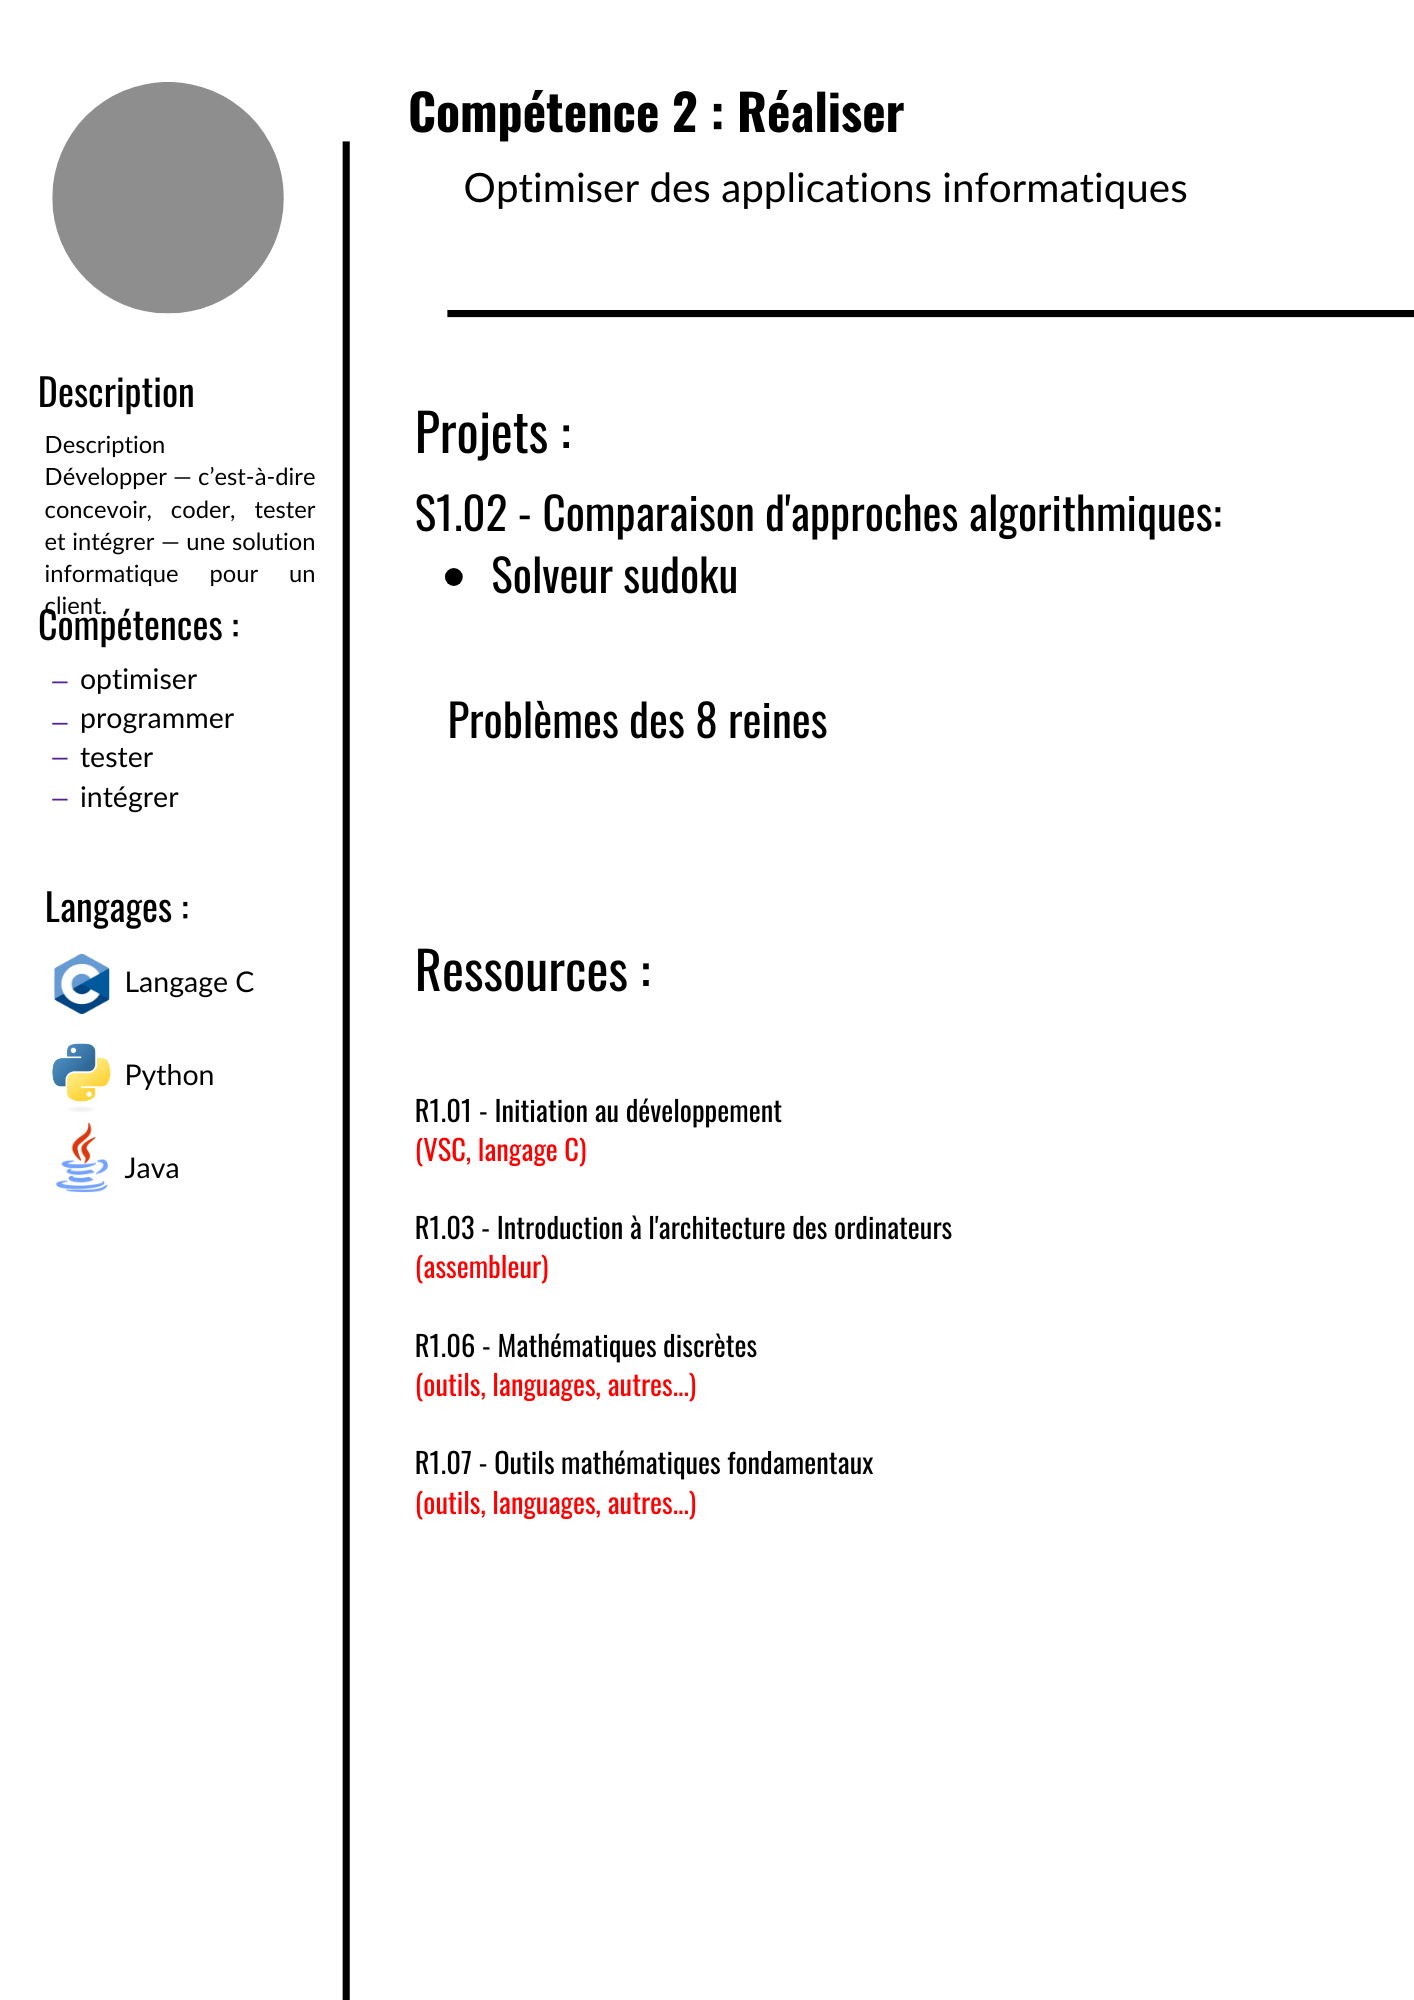 Compétence 2 : Réaliser
Optimiser des applications informatiques
Description
Description
Développer – c’est-à-dire
concevoir, coder, tester
et intégrer – une solution
informatique pour un
client.
Compétences :
– optimiser
– programmer
– tester
– intégrer
Langages :
Langage C
Python
Java
Projets :
S1.02 - Comparaison d'approches algorithmiques:
• Solveur sudoku
Problèmes des 8 reines
Ressources :
R1.01 - Initiation au développement
(VSC, langage C)
R1.03 - Introduction à l'architecture des ordinateurs
(assembleur)
R1.06 - Mathématiques discrètes
(outils, languages, autres...)
R1.07 - Outils mathématiques fondamentaux
(outils, languages, autres...)